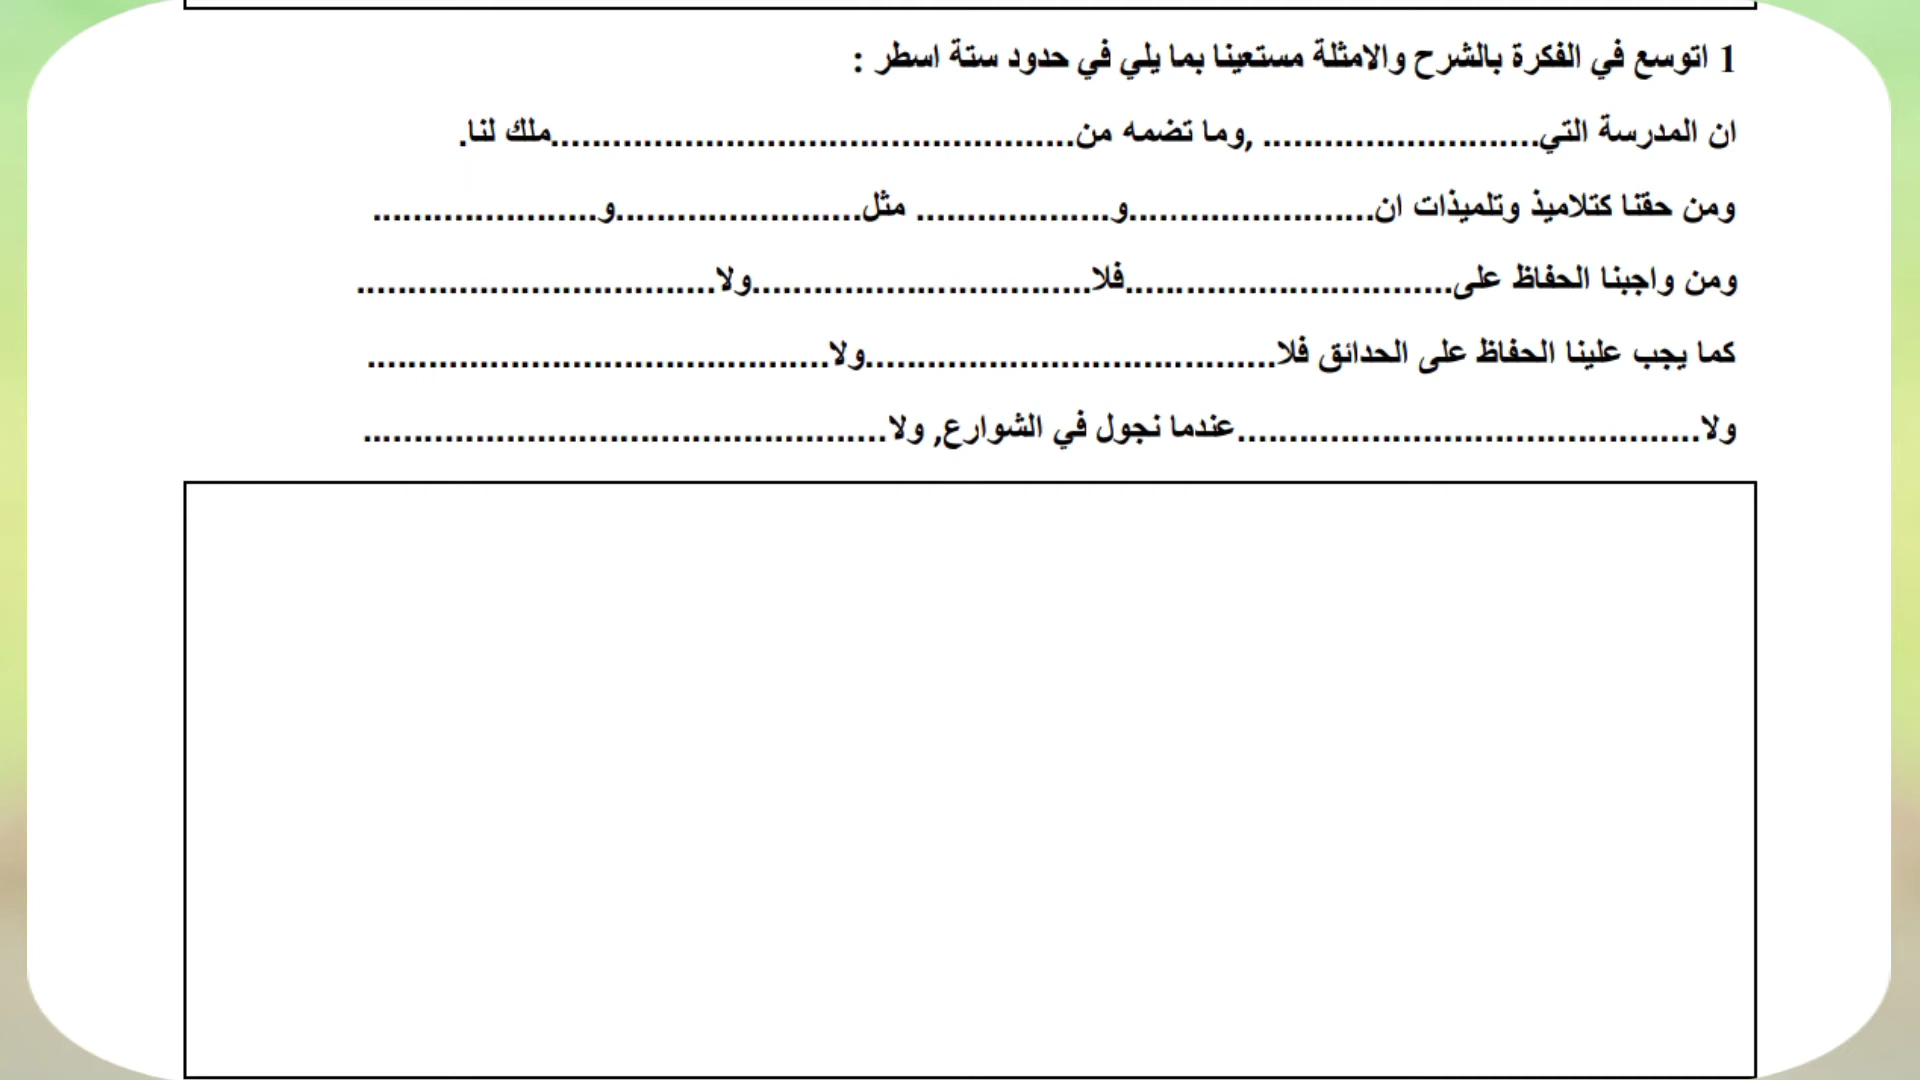 1 اتوسع في الفكرة بالشرح والامثلة مستعينا بما يلي في حدود ستة اسطر :
ان المدرسة التي........................... ,وما تضمه من...................................................ملك لنا.
ومن حقنا كتلاميذ وتلميذات ان........................و................... مثل........................و......................
ومن واجبنا الحفاظ على................................فلا.................................ولا...................................
كما يجب علينا الحفاظ على الحدائق فلا........................................ولا.............................................
ولا.............................................عندما نجول في الشوارع, ولا...................................................